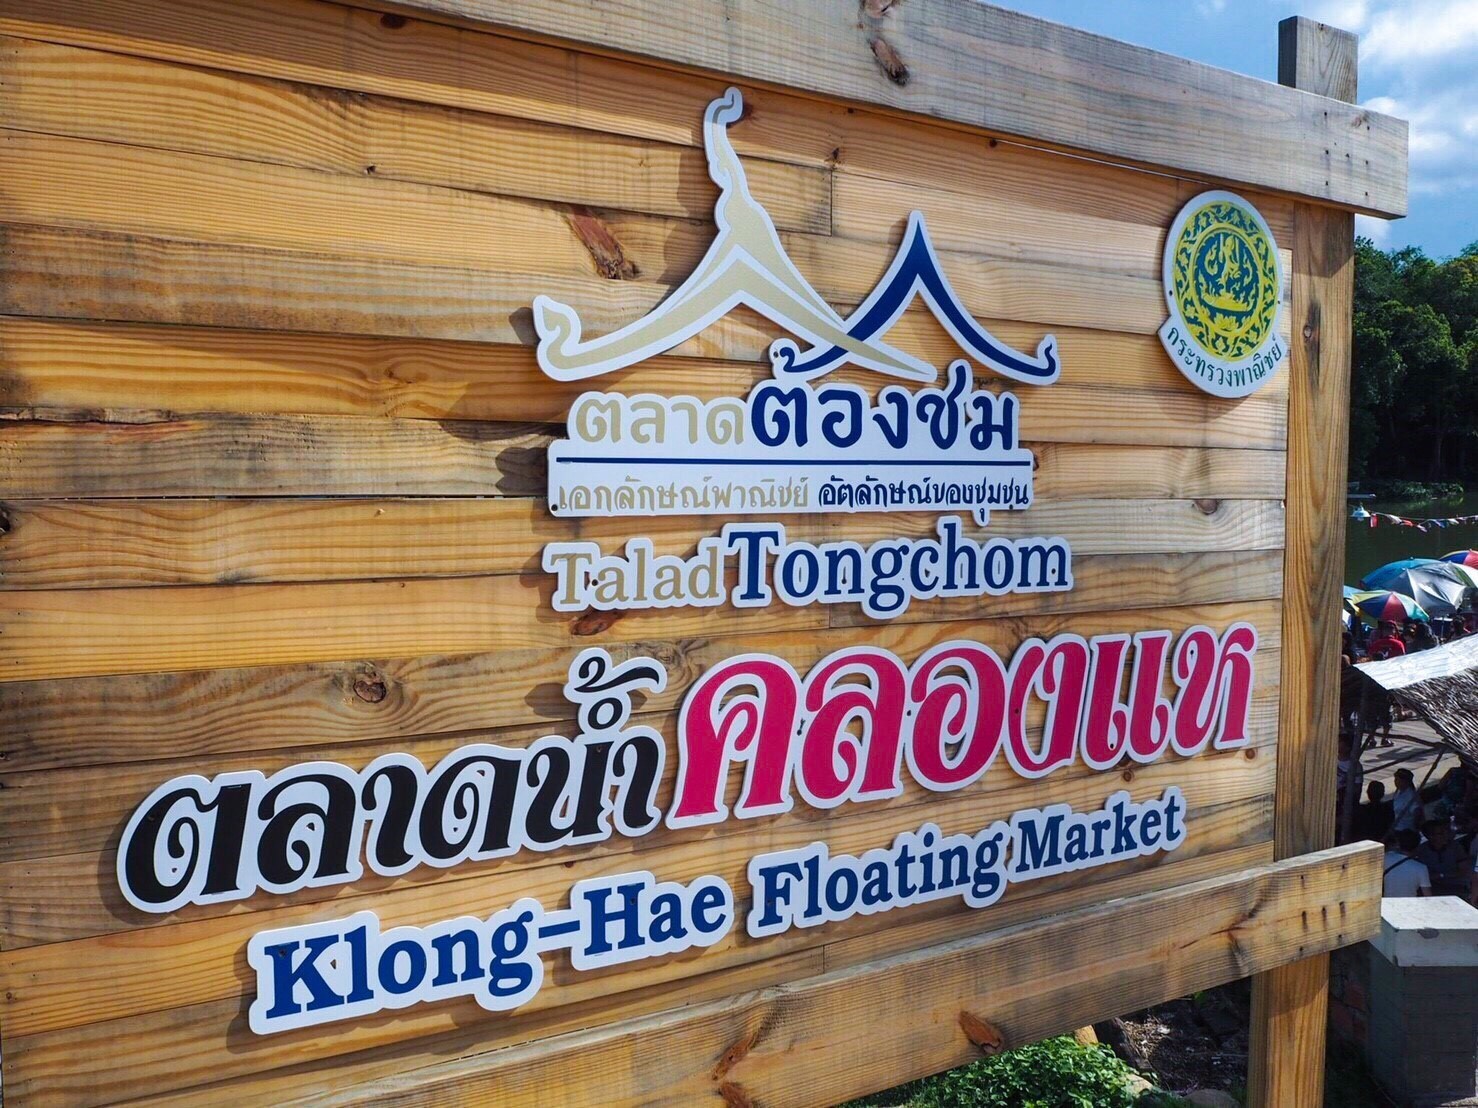 ตลาดต้องชม
เอกลักษณ์พาณิชย์ อัตลักษณ์ของชุมชน
Talad Tongchom
กระทรวงพาณิชย์
ตลาดน้ำคลองแห
Klong-Hae Floating Market